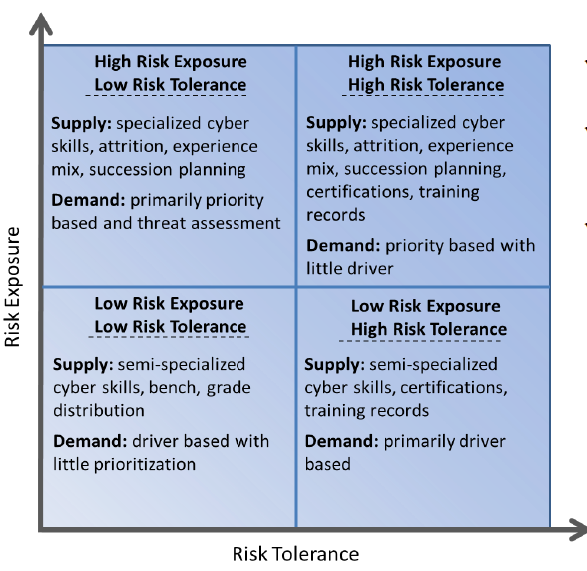 High Risk Exposure
Low Risk Tolerance
Supply: specialized cyber
skills, attrition, experience
mix, succession planning
Demand: primarily priority
based and threat assessment
High Risk Exposure
High Risk Tolerance
Supply: specialized cyber
skills, attrition, experience
mix, succession planning,
certifications, training
records
Demand: priority based with
little driver
Low Risk Exposure
Low Risk Tolerance
Supply: semi-specialized
cyber skills, bench, grade
distribution
Demand: driver based with
little prioritization
Low Risk Exposure
High Risk Tolerance
Supply: semi-specialized
cyber skills, certifications,
training records
Demand: primarily driver
based
Risk Exposure
Risk Tolerance